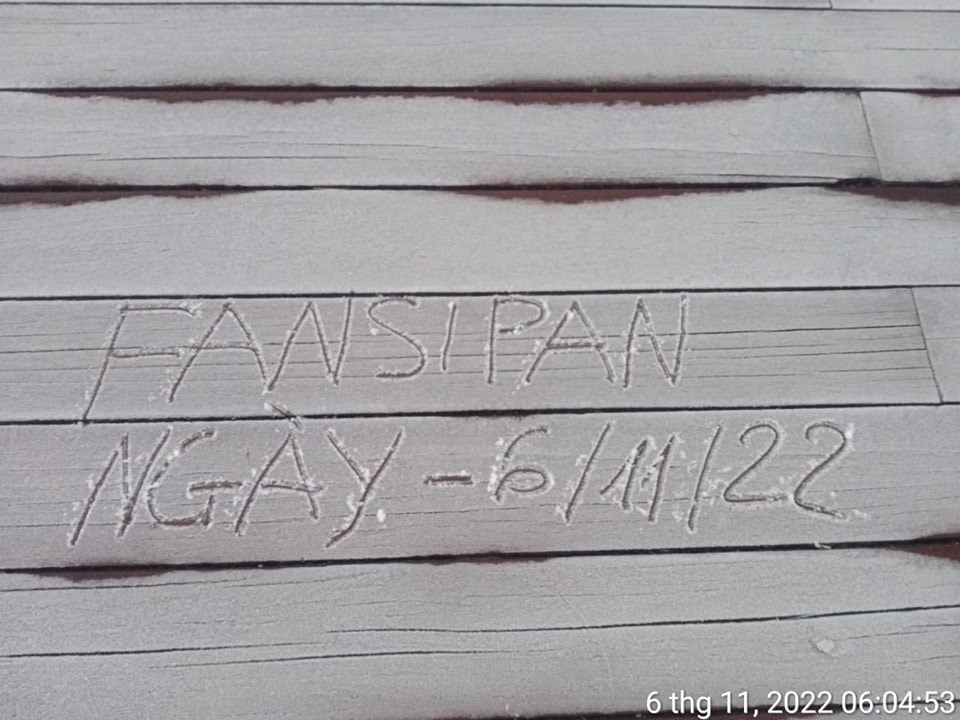 FANSIPAN
NGÀY - 6/11/22
6 thg 11, 2022 06:04:53